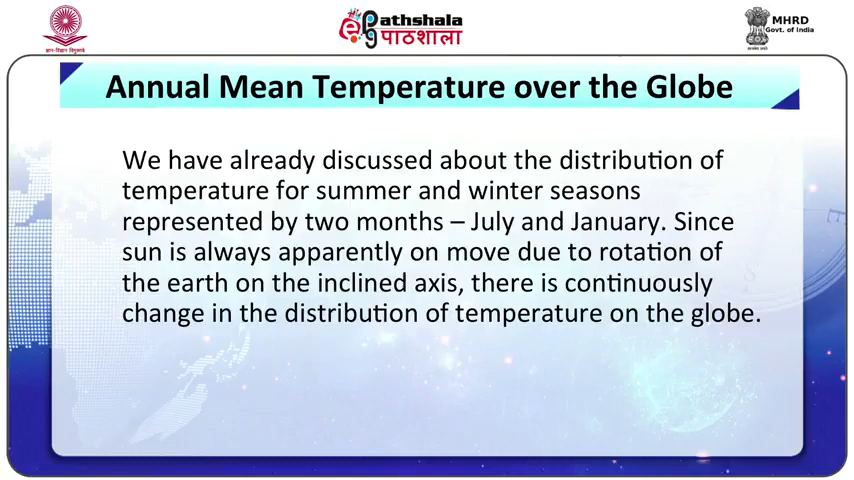 ज्ञान-विज्ञान विमुक्तये
ePathshala
पाठशाला
MHRD
Govt. of India
Annual Mean Temperature over the Globe
We have already discussed about the distribution of
temperature for summer and winter seasons
represented by two months – July and January. Since
sun is always apparently on move due to rotation of
the earth on the inclined axis, there is continuously
change in the distribution of temperature on the globe.